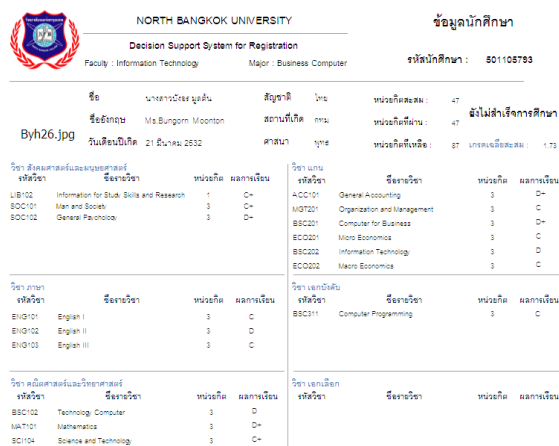 NORTH BANGKOK UNIVERSITY
ข้อมูลนักศึกษา
Decision Support System for Registration
Faculty : Information Technology Major : Business Computer
รหัสนักศึกษา : 501105793
ชื่อ นางสาวบังอร มูลต้น สัญชาติ ไทย หน่วยกิตสะสม : 47
ยังไม่สำเร็จการศึกษา
ชื่ออังกฤษ Ms.Bungorn Moonton สถานที่เกิด กทม หน่วยกิตที่ผ่าน : 47
Byh26.jpg
วันเดือนปีเกิด 21 มีนาคม 2532 ศาสนา พุทธ หน่วยกิตที่เหลือ : 87 เกรดเฉลี่ยสะสม : 1.73
วิชา สังคมศาสตร์และมนุษยศาสตร์
รหัสวิชา ชื่อรายวิชา หน่วยกิต ผลการเรียน
LIB102 Information for Study Skills and Research 1 C+
SOC101 Man and Society 3 C+
SOC102 General Psychology 3 D+
วิชา แกน
รหัสวิชา ชื่อรายวิชา หน่วยกิต ผลการเรียน
ACC101 General Accounting 3 D+
MGT201 Organization and Management 3 C
BSC201 Computer for Business 3 D+
ECO201 Micro Economics 3 C
BSC202 Information Technology 3 D
ECO202 Macro Economics 3 C
วิชา ภาษา
รหัสวิชา ชื่อรายวิชา หน่วยกิต ผลการเรียน
ENG101 English I 3 C
ENG102 English II 3 D
ENG103 English III 3 C
วิชา เอกบังคับ
รหัสวิชา ชื่อรายวิชา หน่วยกิต ผลการเรียน
BSC311 Computer Programming 3 C
วิชา คณิตศาสตร์และวิทยาศาสตร์
รหัสวิชา ชื่อรายวิชา หน่วยกิต ผลการเรียน
BSC102 Technology Computer 3 D
MAT101 Mathematics 3 D+
SCI104 Science and Technology 3 C+
วิชา เอกเลือก
รหัสวิชา ชื่อรายวิชา หน่วยกิต ผลการเรียน